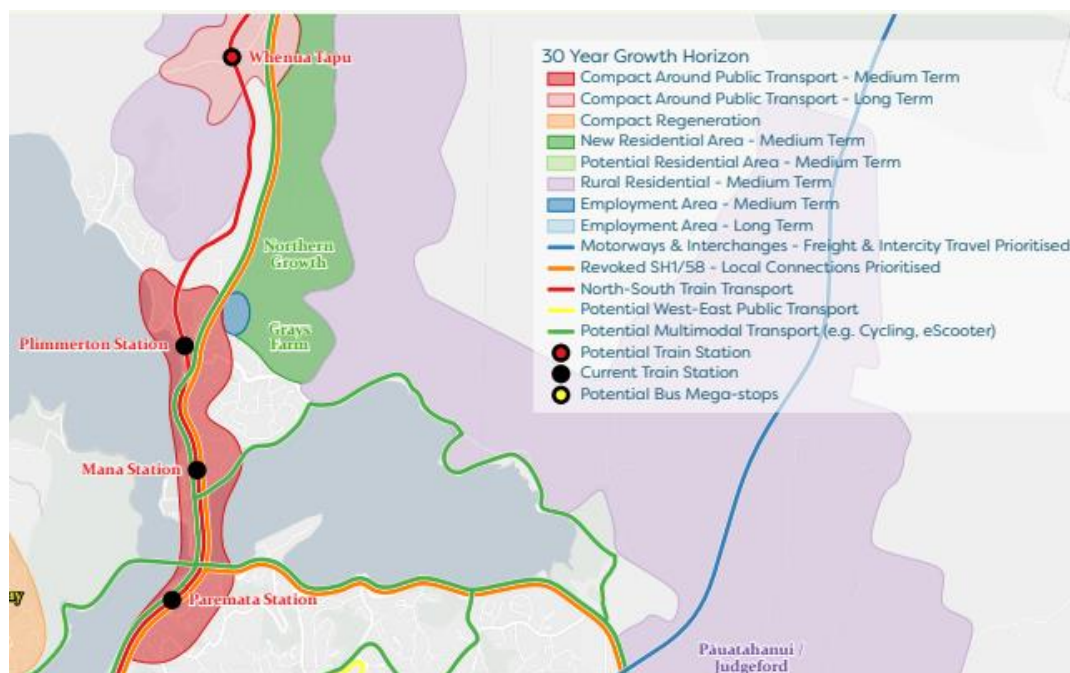 Whenua Tapu
30 Year Growth Horizon
Compact Around Public Transport - Medium Term
Compact Around Public Transport - Long Term
Compact Regeneration
New Residential Area - Medium Term
Potential Residential Area - Medium Term
Rural Residential - Medium Term
Employment Area - Medium Term
Employment Area - Long Term
Motorways & Interchanges - Freight & Intercity Travel Prioritised
Revoked SH1/58 - Local Connections Prioritised
North-South Train Transport
Potential West-East Public Transport
Potential Multimodal Transport (e.g. Cycling, eScooter)
Potential Train Station
Current Train Station
Potential Bus Mega-stops
Northern
Growth
Grays
Farm
Plimmerton Station
Mana Station
Paremata Station
Pāuatahanui /
Judgeford